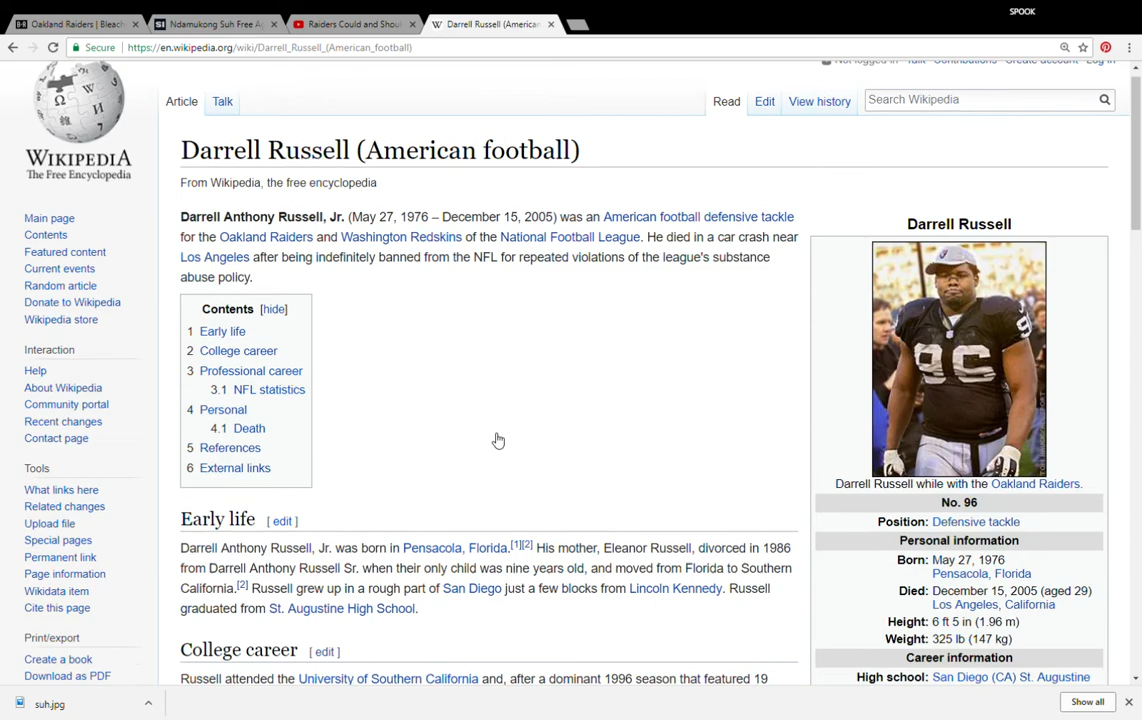 SPOOK
Oakland Raiders | Bleach
Ndamukong Suh Free Ag
Raiders Could and Shou
Darrell Russell (American
Secure https://en.wikipedia.org/wiki/Darrell_Russell_(American_football)
Not logged in Talk Contributions Create account Log in
Article Talk Read Edit View history Search Wikipedia
WIKIPEDIA
The Free Encyclopedia
Main page
Contents
Featured content
Current events
Random article
Donate to Wikipedia
Wikipedia store
Interaction
Help
About Wikipedia
Community portal
Recent changes
Contact page
Tools
What links here
Related changes
Upload file
Special pages
Permanent link
Page information
Wikidata item
Cite this page
Print/export
Create a book
Download as PDF
Darrell Russell (American football)
From Wikipedia, the free encyclopedia
Darrell Anthony Russell, Jr. (May 27, 1976 – December 15, 2005) was an American football defensive tackle
for the Oakland Raiders and Washington Redskins of the National Football League. He died in a car crash near
Los Angeles after being indefinitely banned from the NFL for repeated violations of the league's substance
abuse policy.
Contents [hide]
1 Early life
2 College career
3 Professional career
3.1 NFL statistics
4 Personal
4.1 Death
5 References
6 External links
Early life [ edit ]
Darrell Anthony Russell, Jr. was born in Pensacola, Florida.[1][2] His mother, Eleanor Russell, divorced in 1986
from Darrell Anthony Russell Sr. when their only child was nine years old, and moved from Florida to Southern
California.[2] Russell grew up in a rough part of San Diego just a few blocks from Lincoln Kennedy. Russell
graduated from St. Augustine High School.
College career [ edit ]
Russell attended the University of Southern California and, after a dominant 1996 season that featured 19
Darrell Russell
96
Darrell Russell while with the Oakland Raiders.
No. 96
Position: Defensive tackle
Personal information
Born: May 27, 1976
Pensacola, Florida
Died: December 15, 2005 (aged 29)
Los Angeles, California
Height: 6 ft 5 in (1.96 m)
Weight: 325 lb (147 kg)
Career information
High school: San Diego (CA) St. Augustine
suh.jpg
Show all